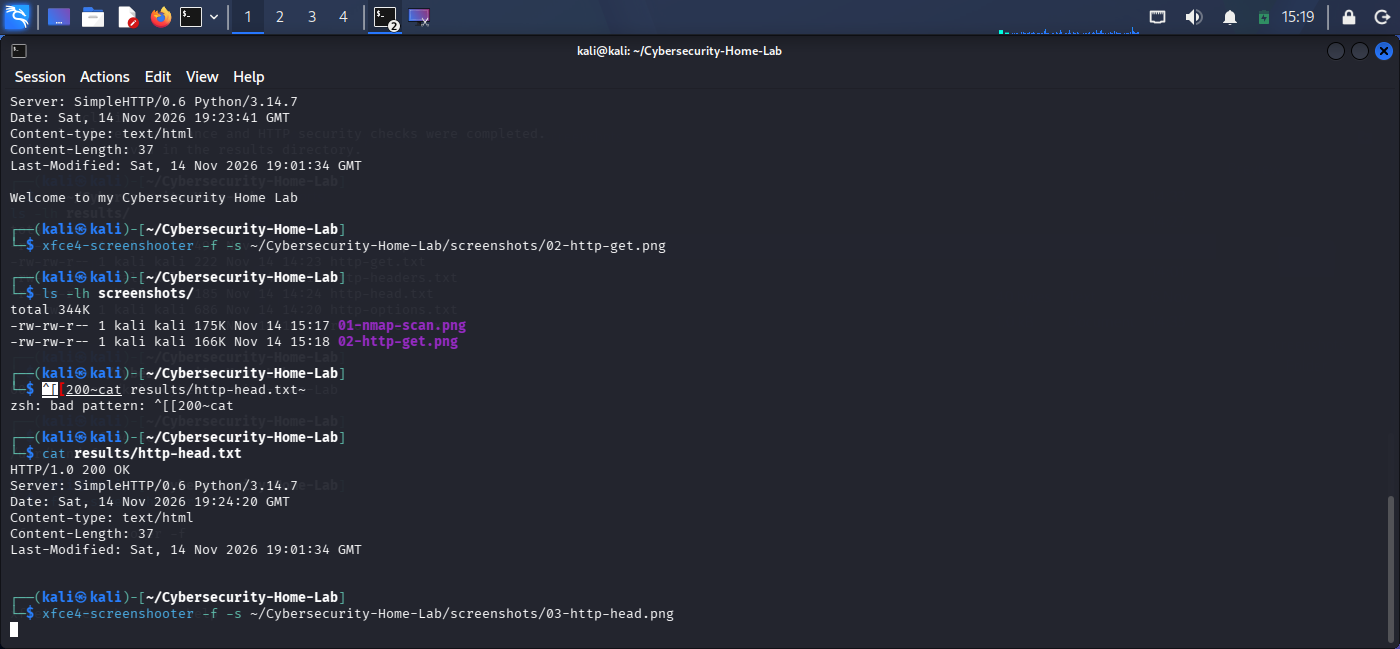 1 2 3 4 2 15:19
kali@kali: ~/Cybersecurity-Home-Lab
Session Actions Edit View Help
Server: SimpleHTTP/0.6 Python/3.14.7
Date: Sat, 14 Nov 2026 19:23:41 GMT
Content-type: text/html
Content-Length: 37
Last-Modified: Sat, 14 Nov 2026 19:01:34 GMT
Welcome to my Cybersecurity Home Lab
┌──(kali㉿kali)-[~/Cybersecurity-Home-Lab]
└─$ xfce4-screenshooter -f -s ~/Cybersecurity-Home-Lab/screenshots/02-http-get.png
┌──(kali㉿kali)-[~/Cybersecurity-Home-Lab]
└─$ ls -lh screenshots/
total 344K
-rw-rw-r-- 1 kali kali 175K Nov 14 15:17 01-nmap-scan.png
-rw-rw-r-- 1 kali kali 166K Nov 14 15:18 02-http-get.png
┌──(kali㉿kali)-[~/Cybersecurity-Home-Lab]
└─$ ^[[200~cat results/http-head.txt~
zsh: bad pattern: ^[[200~cat
┌──(kali㉿kali)-[~/Cybersecurity-Home-Lab]
└─$ cat results/http-head.txt
HTTP/1.0 200 OK
Server: SimpleHTTP/0.6 Python/3.14.7
Date: Sat, 14 Nov 2026 19:24:20 GMT
Content-type: text/html
Content-Length: 37
Last-Modified: Sat, 14 Nov 2026 19:01:34 GMT
┌──(kali㉿kali)-[~/Cybersecurity-Home-Lab]
└─$ xfce4-screenshooter -f -s ~/Cybersecurity-Home-Lab/screenshots/03-http-head.png